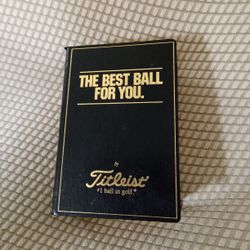 THE BEST BALL
FOR YOU.
by
Titleist
#1 ball in golf.